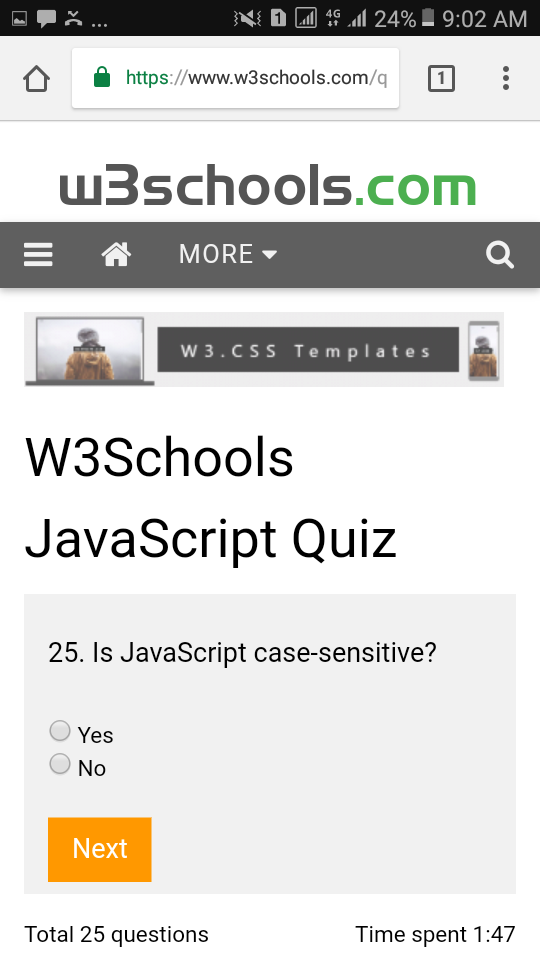 4G 24% 9:02 AM
https://www.w3schools.com/q
1
w3schools.com
MORE
W3.CSS Templates
W3Schools
JavaScript Quiz
25. Is JavaScript case-sensitive?
Yes
No
Next
Total 25 questions
Time spent 1:47